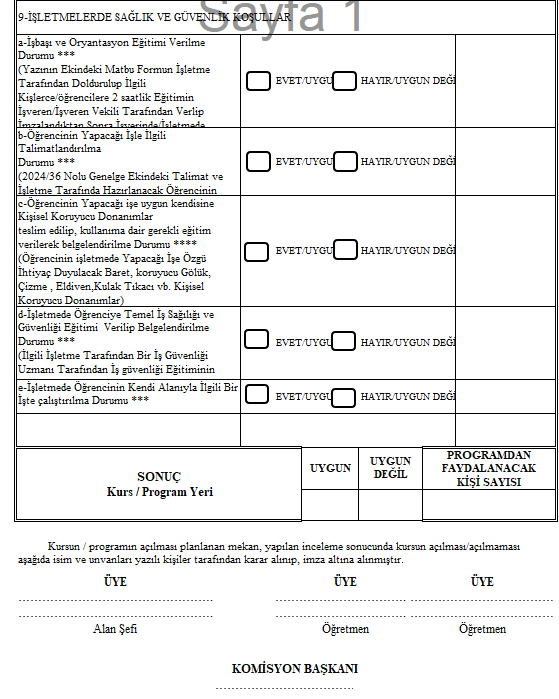 Sayfa 1
9-İŞLETMELERDE SAĞLIK VE GÜVENLİK KOŞULLAR
a-İşbaşı ve Oryantasyon Eğitimi Verilme
Durumu ***
(Yazının Ekindeki Matbu Formun İşletme
Tarafından Doldurulup İlgili
Kişlerce/öğrencilere 2 saatlik Eğitimin
İşveren/İşveren Vekili Tarafından Verlip
İmzalandıktan Sonra İşyerinde/İşletmede
EVET/UYGU
HAYIR/UYGUN DEĞİ
b-Öğrencinin Yapacağı İşle İlgili
Talimatlandırılma
Durumu ***
(2024/36 Nolu Genelge Ekindeki Talimat ve
İşletme Tarafında Hazırlanacak Öğrencinin
EVET/UYGU
HAYIR/UYGUN DEĞİ
c-Öğrencinin Yapacağı işe uygun kendisine
Kişisel Koruyucu Donanımlar
teslim edilip, kullanıma dair gerekli eğitim
verilerek belgelendirilme Durumu ****
(Öğrencinin işletmede Yapacağı İşe Özgü
İhtiyaç Duyulacak Baret, koruyucu Gölük,
Çizme , Eldiven,Kulak Tıkacı vb. Kişisel
Koruyucu Donanımlar)
EVET/UYGU
HAYIR/UYGUN DEĞİ
d-İşletmede Öğrenciye Temel İş Sağılığı ve
Güvenliği Eğitimi Verilip Belgelendirilme
Durumu ***
(İlgili İşletme Tarafından Bir İş Güvenliği
Uzmanı Tarafından İş güvenliği Eğitiminin
EVET/UYGU
HAYIR/UYGUN DEĞİ
e-İşletmede Öğrencinin Kendi Alanıyla İlgili Bir
İşte çalıştırılma Durumu ***
EVET/UYGU
HAYIR/UYGUN DEĞİ
SONUÇ
Kurs / Program Yeri
UYGUN
UYGUN
DEĞİL
PROGRAMDAN
FAYDALANACAK
KİŞİ SAYISI
Kursun / programın açılması planlanan mekan, yapılan inceleme sonucunda kursun açılması/açılmaması
aşağıda isim ve unvanları yazılı kişiler tarafından karar alınıp, imza altına alınmıştır.
ÜYE ÜYE ÜYE
Alan Şefi Öğretmen Öğretmen
KOMİSYON BAŞKANI